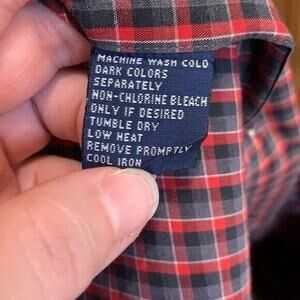 MACHINE WASH COLD
DARK COLORS
SEPARATELY
NON-CHLORINE BLEACH
ONLY IF DESIRED
TUMBLE DRY
LOW HEAT
REMOVE PROMPTLY
COOL IRON